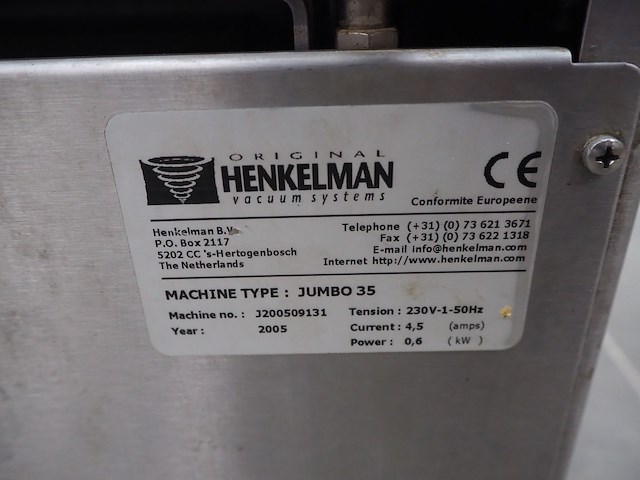 ORIGINAL
HENKELMAN
vacuum systems
CE
Conformite Europeene
Henkelman B.V.
P.O. Box 2117
5202 CC 's-Hertogenbosch
The Netherlands
Telephone (+31) (0) 73 621 3671
Fax (+31) (0) 73 622 1318
E-mail info@henkelman.com
Internet http://www.henkelman.com
MACHINE TYPE : JUMBO 35
Machine no. : J200509131
Year : 2005
Tension : 230V-1-50Hz
Current : 4,5 (amps)
Power : 0,6 ( kW )